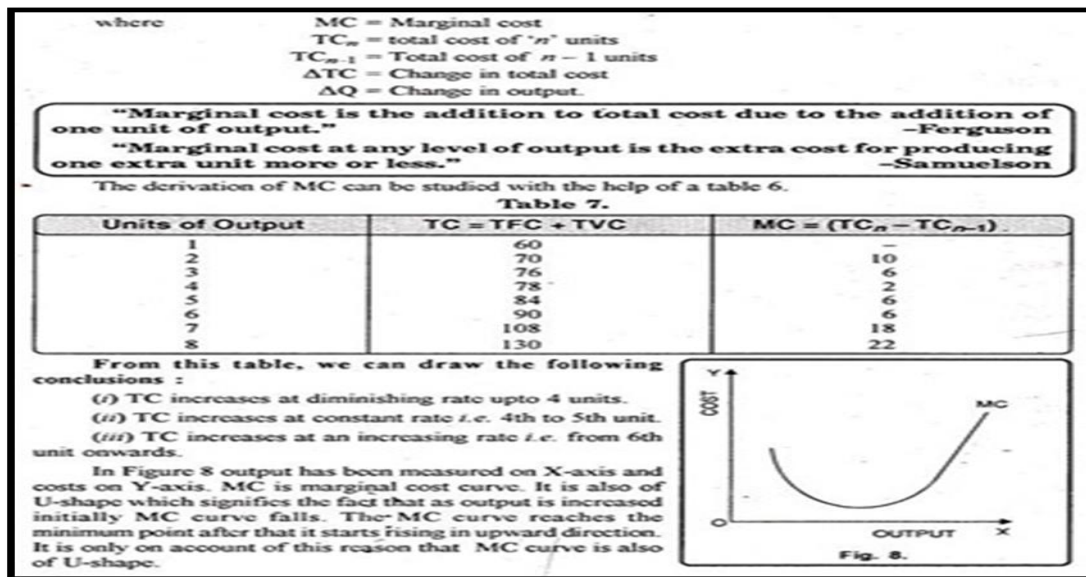 where MC = Marginal cost
TCₙ = total cost of 'n' units
TCₙ₋₁ = Total cost of n – 1 units
ΔTC = Change in total cost
ΔQ = Change in output.
"Marginal cost is the addition to total cost due to the addition of
one unit of output." –Ferguson
"Marginal cost at any level of output is the extra cost for producing
one extra unit more or less." –Samuelson
The derivation of MC can be studied with the help of a table 6.
Table 7.
Units of Output TC = TFC + TVC MC = (TCₙ – TCₙ₋₁)
1 60 –
2 70 10
3 76 6
4 78 2
5 84 6
6 90 6
7 108 18
8 130 22
From this table, we can draw the following
conclusions :
(i) TC increases at diminishing rate upto 4 units.
(ii) TC increases at constant rate i.e. 4th to 5th unit.
(iii) TC increases at an increasing rate i.e. from 6th
unit onwards.
In Figure 8 output has been measured on X-axis and
costs on Y-axis. MC is marginal cost curve. It is also of
U-shape which signifies the fact that as output is increased
initially MC curve falls. The MC curve reaches the
minimum point after that it starts rising in upward direction.
It is only on account of this reason that MC curve is also
of U-shape.
Y
COST
MC
O
OUTPUT X
Fig. 8.